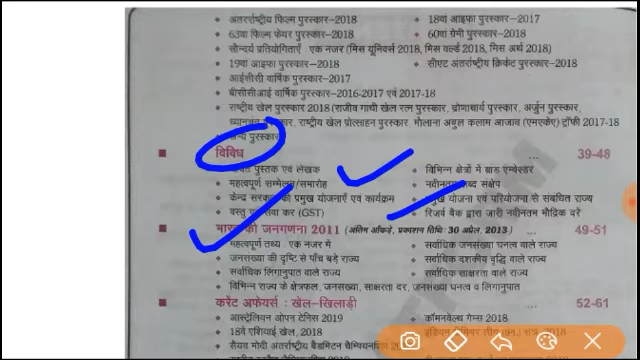 • अंतर्राष्ट्रीय फिल्म पुरस्कार-2018 • 18वां आइफा पुरस्कार-2017
• 63वां फिल्म फेयर पुरस्कार-2018 • 60वां ग्रैमी पुरस्कार-2018
• सौन्दर्य प्रतियोगिताएँ एक नजर (मिस यूनिवर्स 2018, मिस वर्ल्ड 2018, मिस अर्थ 2018)
• 19वां आइफा पुरस्कार-2018 • सीएट अंतर्राष्ट्रीय क्रिकेट पुरस्कार-2018
• आईसीसी वार्षिक पुरस्कार-2017
• बीसीसीआई वार्षिक पुरस्कार-2016-2017 एवं 2017-18
• राष्ट्रीय खेल पुरस्कार 2018 (राजीव गांधी खेल रत्न पुरस्कार, द्रोणाचार्य पुरस्कार, अर्जुन पुरस्कार,
पुरस्कार, राष्ट्रीय खेल प्रोत्साहन पुरस्कार, मौलाना अबुल कलाम आजाद (एमएकेए) ट्रॉफी 2017-18
अन्य पुरस्कार
■ विविध ... 39-48
पुस्तक एवं लेखक • विभिन्न क्षेत्रों में ब्रांड एम्बेस्डर
• महत्वपूर्ण सम्मेलन/समारोह • नवीनतम शब्द संक्षेप
• केन्द्र सरकार की प्रमुख योजनाएँ एवं कार्यक्रम • प्रमुख योजना एवं परियोजना से संबंधित राज्य
• वस्तु एवं सेवा कर (GST) • रिजर्व बैंक द्वारा जारी नवीनतम मौद्रिक दरें
■ भारत की जनगणना 2011 (अंतिम आँकड़े, प्रकाशन तिथि: 30 अप्रैल, 2013) ... 49-51
• महत्वपूर्ण तथ्य एक नजर में • सर्वाधिक जनसंख्या घनत्व वाले राज्य
• जनसंख्या की दृष्टि से पाँच बड़े राज्य • सर्वाधिक दशकीय वृद्धि वाले राज्य
• सर्वाधिक लिंगानुपात वाले राज्य • सर्वाधिक साक्षरता वाले राज्य
• विभिन्न राज्य के क्षेत्रफल, जनसंख्या, साक्षरता दर, जनसंख्या घनत्व व लिंगानुपात
■ करेंट अफेयर्स : खेल-खिलाड़ी 52-61
• आस्ट्रेलियन ओपन टेनिस 2019 • कॉमनवेल्थ गेम्स 2018
• 18वें एशियाई खेल, 2018 • इंडियन 2018
• सैयद मोदी अंतर्राष्ट्रीय बैडमिंटन चैम्पियनशिप